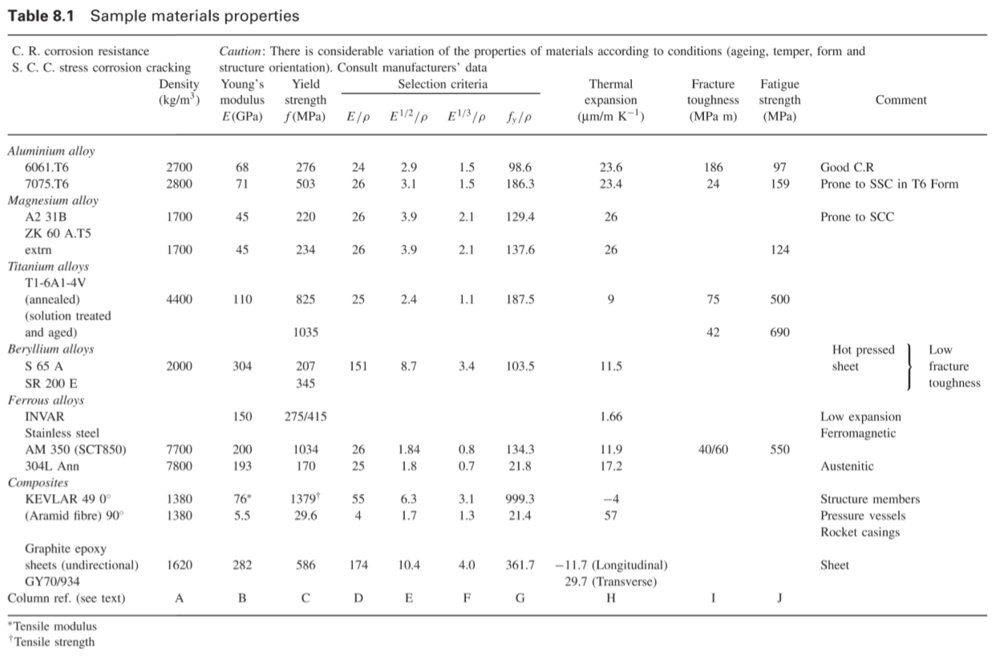 Table 8.1 Sample materials properties
C. R. corrosion resistance Caution: There is considerable variation of the properties of materials according to conditions (ageing, temper, form and
S. C. C. stress corrosion cracking structure orientation). Consult manufacturers’ data
Density Young’s Yield Selection criteria Thermal Fracture Fatigue
(kg/m³) modulus strength expansion toughness strength Comment
E(GPa) f(MPa) E/ρ E^1/2/ρ E^1/3/ρ fy/ρ (μm/m K⁻¹) (MPa m) (MPa)
Aluminium alloy
6061.T6 2700 68 276 24 2.9 1.5 98.6 23.6 186 97 Good C.R
7075.T6 2800 71 503 26 3.1 1.5 186.3 23.4 24 159 Prone to SSC in T6 Form
Magnesium alloy
A2 31B 1700 45 220 26 3.9 2.1 129.4 26 Prone to SCC
ZK 60 A.T5
extrn 1700 45 234 26 3.9 2.1 137.6 26 124
Titanium alloys
T1-6A1-4V
(annealed) 4400 110 825 25 2.4 1.1 187.5 9 75 500
(solution treated
and aged) 1035 42 690
Beryllium alloys Hot pressed Low
S 65 A 2000 304 207 151 8.7 3.4 103.5 11.5 sheet fracture
SR 200 E 345 toughness
Ferrous alloys
INVAR 150 275/415 1.66 Low expansion
Stainless steel Ferromagnetic
AM 350 (SCT850) 7700 200 1034 26 1.84 0.8 134.3 11.9 40/60 550
304L Ann 7800 193 170 25 1.8 0.7 21.8 17.2 Austenitic
Composites
KEVLAR 49 0° 1380 76* 1379† 55 6.3 3.1 999.3 −4 Structure members
(Aramid fibre) 90° 1380 5.5 29.6 4 1.7 1.3 21.4 57 Pressure vessels
Rocket casings
Graphite epoxy
sheets (undirectional) 1620 282 586 174 10.4 4.0 361.7 −11.7 (Longitudinal) Sheet
GY70/934 29.7 (Transverse)
Column ref. (see text) A B C D E F G H I J
*Tensile modulus
†Tensile strength